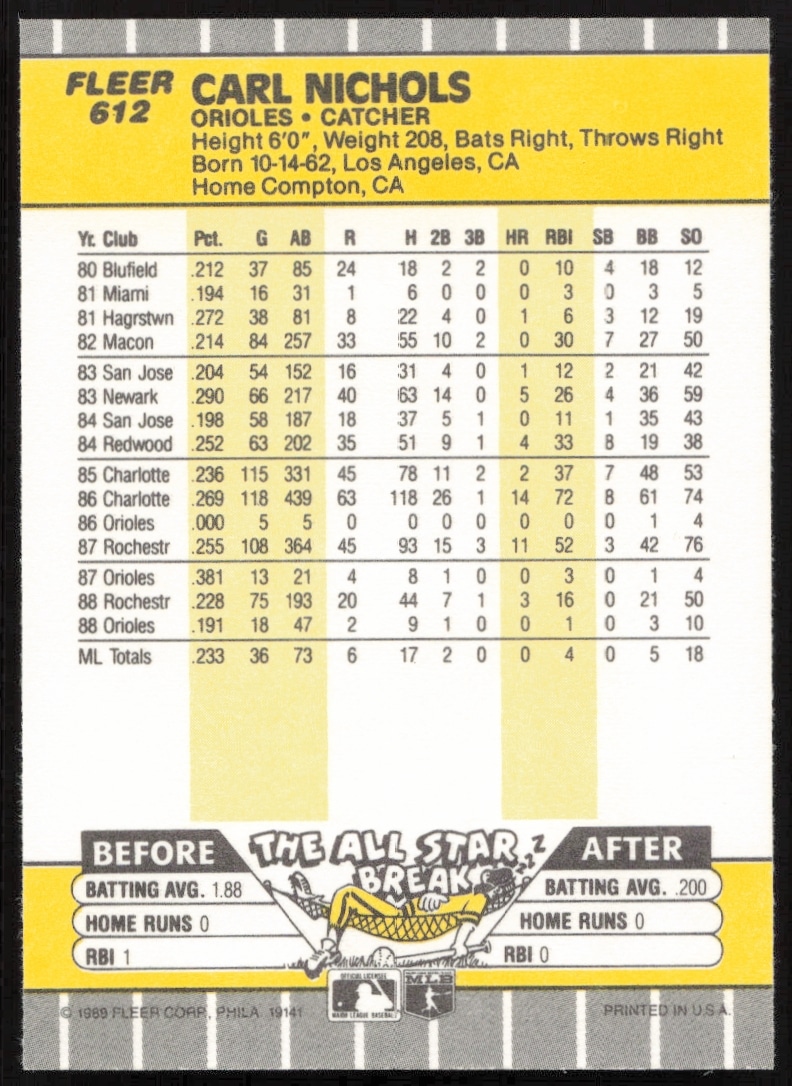 FLEER
612
CARL NICHOLS
ORIOLES • CATCHER
Height 6'0", Weight 208, Bats Right, Throws Right
Born 10-14-62, Los Angeles, CA
Home Compton, CA
Yr. Club Pct. G AB R H 2B 3B HR RBI SB BB SO
80 Blufield .212 37 85 24 18 2 2 0 10 4 18 12
81 Miami .194 16 31 1 6 0 0 0 3 0 3 5
81 Hagrstwn .272 38 81 8 22 4 0 1 6 3 12 19
82 Macon .214 84 257 33 55 10 2 0 30 7 27 50
83 San Jose .204 54 152 16 31 4 0 1 12 2 21 42
83 Newark .290 66 217 40 63 14 0 5 26 4 36 59
84 San Jose .198 58 187 18 37 5 1 0 11 1 35 43
84 Redwood .252 63 202 35 51 9 1 4 33 8 19 38
85 Charlotte .236 115 331 45 78 11 2 2 37 7 48 53
86 Charlotte .269 118 439 63 118 26 1 14 72 8 61 74
86 Orioles .000 5 5 0 0 0 0 0 0 0 1 4
87 Rochestr .255 108 364 45 93 15 3 11 52 3 42 76
87 Orioles .381 13 21 4 8 1 0 0 3 0 1 4
88 Rochestr .228 75 193 20 44 7 1 3 16 0 21 50
88 Orioles .191 18 47 2 9 1 0 0 1 0 3 10
ML Totals .233 36 73 6 17 2 0 0 4 0 5 18
THE ALL STAR
BREAK
ZZZ
BEFORE
BATTING AVG. 1.88
HOME RUNS 0
RBI 1
AFTER
BATTING AVG. .200
HOME RUNS 0
RBI 0
OFFICIAL LICENSEE
MAJOR LEAGUE BASEBALL
MLB
© 1989 FLEER CORP., PHILA. 19141
PRINTED IN U.S.A.